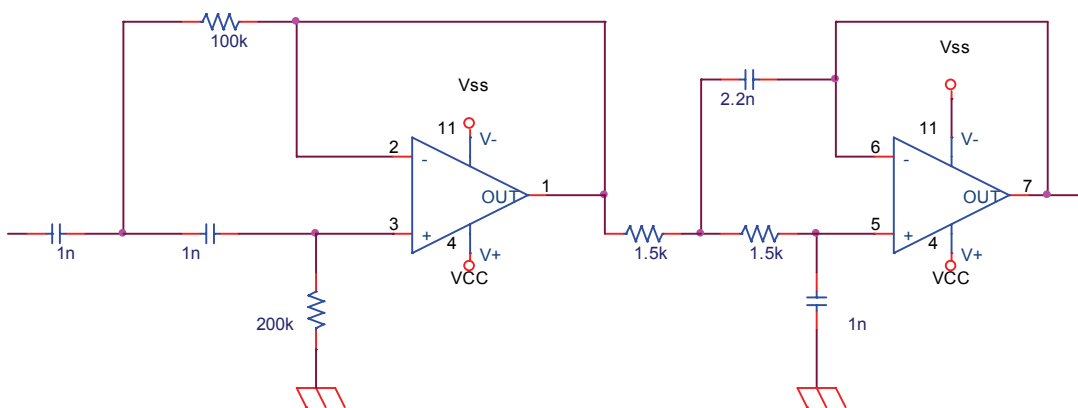 100k
Vss
11
V-
2
-
OUT
1
3
+
4
V+
VCC
1n
1n
200k
Vss
2.2n
11
V-
6
-
OUT
7
5
+
4
V+
VCC
1.5k
1.5k
1n